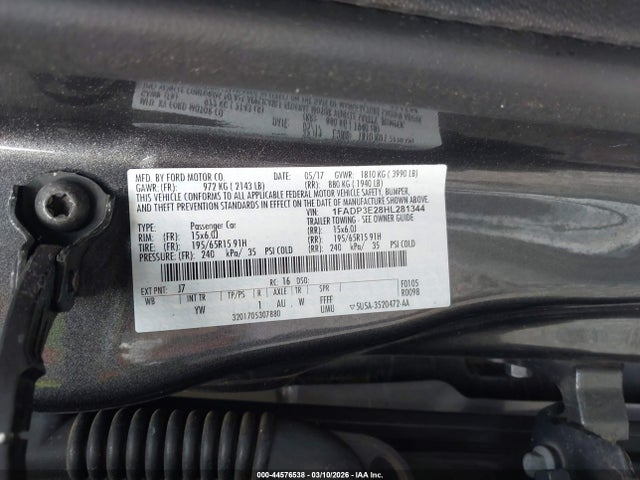 MFD. BY FORD MOTOR CO. 05/17 GVWR: 1810 KG ( 3990 LB)
GAWR: (FR): 972 KG ( 2143 LB) (RR): 880 KG ( 1940 LB)
THIS VEHICLE CONFORMS TO ALL APPLICABLE FEDERAL MOTOR VEHICLE SAFETY, BUMPER,
AND THEFT PREVENTION STANDARDS IN EFFECT ON THE DATE OF MANUFACTURE SHOWN ABOVE.
VIN: 1FADP3E28HL281344
TYPE: Passenger Car TRAILER TOWING - SEE OWNERS GUIDE
RIM: (FR): 15x6.0J (RR): 15x6.0J
TIRE: (FR): 195/65R15 91H (RR): 195/65R15 91H
PRESSURE: (FR): 240 kPa/ 35 PSI COLD (RR): 240 kPa/ 35 PSI COLD
EXT PNT: J7 RC: 16 DSO: F0105
WB INT TR TP/PS R AXLE TR SPR R0098
YW 1 AU , W FFFF
3201705307880 UMU 5U5A-3520472-AA
000-44576538 - 03/10/2026 - IAA Inc.